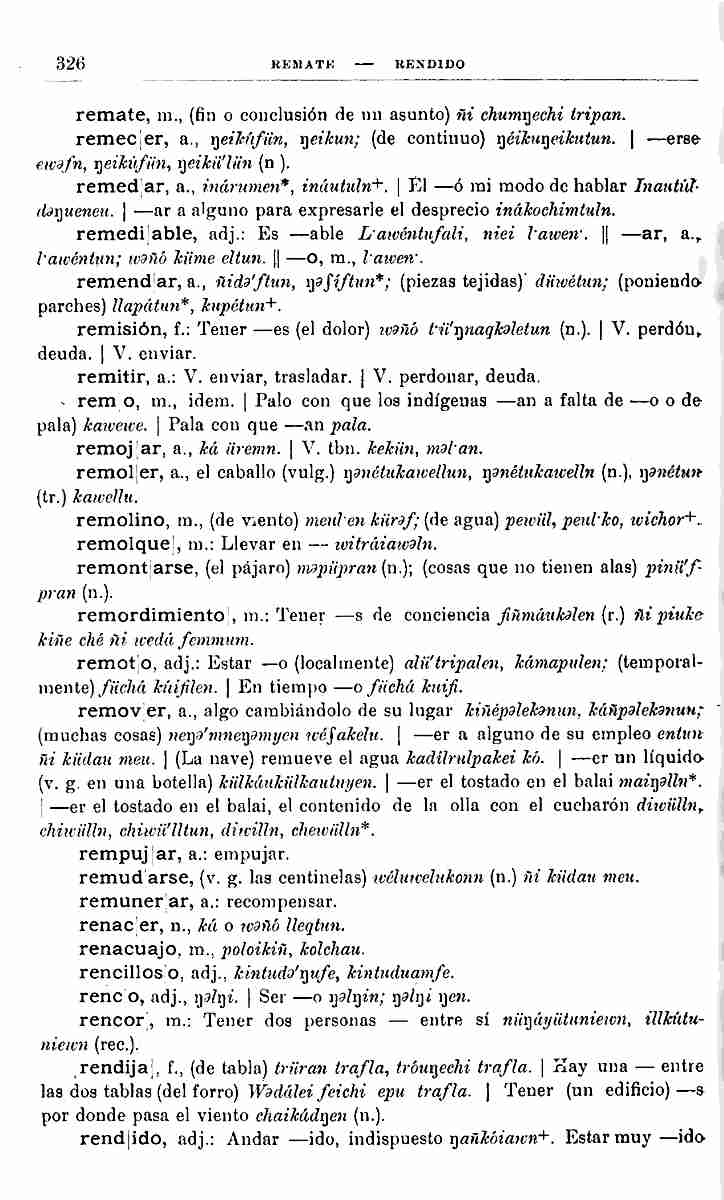 326 REMATE — RENDIDO
remate, m., (fin o conclusión de un asunto) ñi chumŋechi tripan.
remec|er, a., ŋeikúfün, ŋeikun; (de continuo) ŋéikuŋeikutun. | —erse
ewəfn, ŋeikúfün, ŋeikü'lün (n ).
remed|ar, a., inárumen*, ináutuln+. | Él —ó mi modo de hablar Inautúl-
dəŋueneu. | —ar a alguno para expresarle el desprecio inákochimtuln.
remedi|able, adj.: Es —able L·awéntufali, niei l·awen·. || —ar, a.,
l·awéntun; wəñó küme eltun. || —o, m., l·awen·.
remend|ar, a., ñidə'ftun, ŋəfíftun*; (piezas tejidas) düwétun; (poniendo
parches) llapátun*, kupétun+.
remisión, f.: Tener —es (el dolor) wəñó t·ü'ŋnaqkəletun (n.). | V. perdón,
deuda. | V. enviar.
remitir, a.: V. enviar, trasladar. | V. perdonar, deuda.
rem|o, m., idem. | Palo con que los indígenas —an a falta de —o o de
pala) kawewe. | Pala con que —an pala.
remoj|ar, a., ká üremn. | V. tbn. kekün, məl·an.
remol|er, a., el caballo (vulg.) ŋənétukawellun, ŋənétukawelln (n.), ŋənétun
(tr.) kawellu.
remolino, m., (de viento) meul·en kürəf; (de agua) pewül, peul·ko, wichor+.
remolque|, m.: Llevar en — witráiawəln.
remont|arse, (el pájaro) məpüpran (n.); (cosas que no tienen alas) pinü'f-
pran (n.).
remordimiento|, m.: Tener —s de conciencia fiñmáukəlen (r.) ñi piuke
kiñe ché ñi wedá femmum.
remot|o, adj.: Estar —o (localmente) alü'tripalen, kámapulen; (temporal-
mente) füchá kúifilen. | En tiempo —o füchá kuifi.
remov|er, a., algo cambiándolo de su lugar kiñépəlekənun, káñpəlekənun;
(muchas cosas) neŋə'mneŋəmyen wéfakelu. | —er a alguno de su empleo entun
ñi küdau meu. | (La nave) remueve el agua kadílrulpakei kó. | —er un líquido
(v. g. en una botella) külkáukülkautuyen. | —er el tostado en el balai maiŋəlln*.
| —er el tostado en el balai, el contenido de la olla con el cucharón diwülln,
chiwülln, chiwü'lltun, diwilln, chewülln*.
rempuj|ar, a.: empujar.
remud|arse, (v. g. las centinelas) wéluwelukonn (n.) ñi küdau meu.
remuner|ar, a.: recompensar.
renac|er, n., ká o wəñó lleqtun.
renacuajo, m., poloikiñ, kolchau.
rencillos|o, adj., kintudə'ŋufe, kintuduamfe.
renc|o, adj., ŋəlŋi. | Ser —o ŋəlŋin; ŋəlŋi ŋen.
rencor|, m.: Tener dos personas — entre sí nüŋáyütuniewn, illkútu-
niewn (rec.).
rendija|, f., (de tabla) trüran trafla, tróuŋechi trafla. | Hay una — entre
las dos tablas (del forro) Wədálei feichi epu trafla. | Tener (un edificio) —s
por donde pasa el viento chaikádŋen (n.).
rend|ido, adj.: Andar —ido, indispuesto ŋañkóiawn+. Estar muy —ido